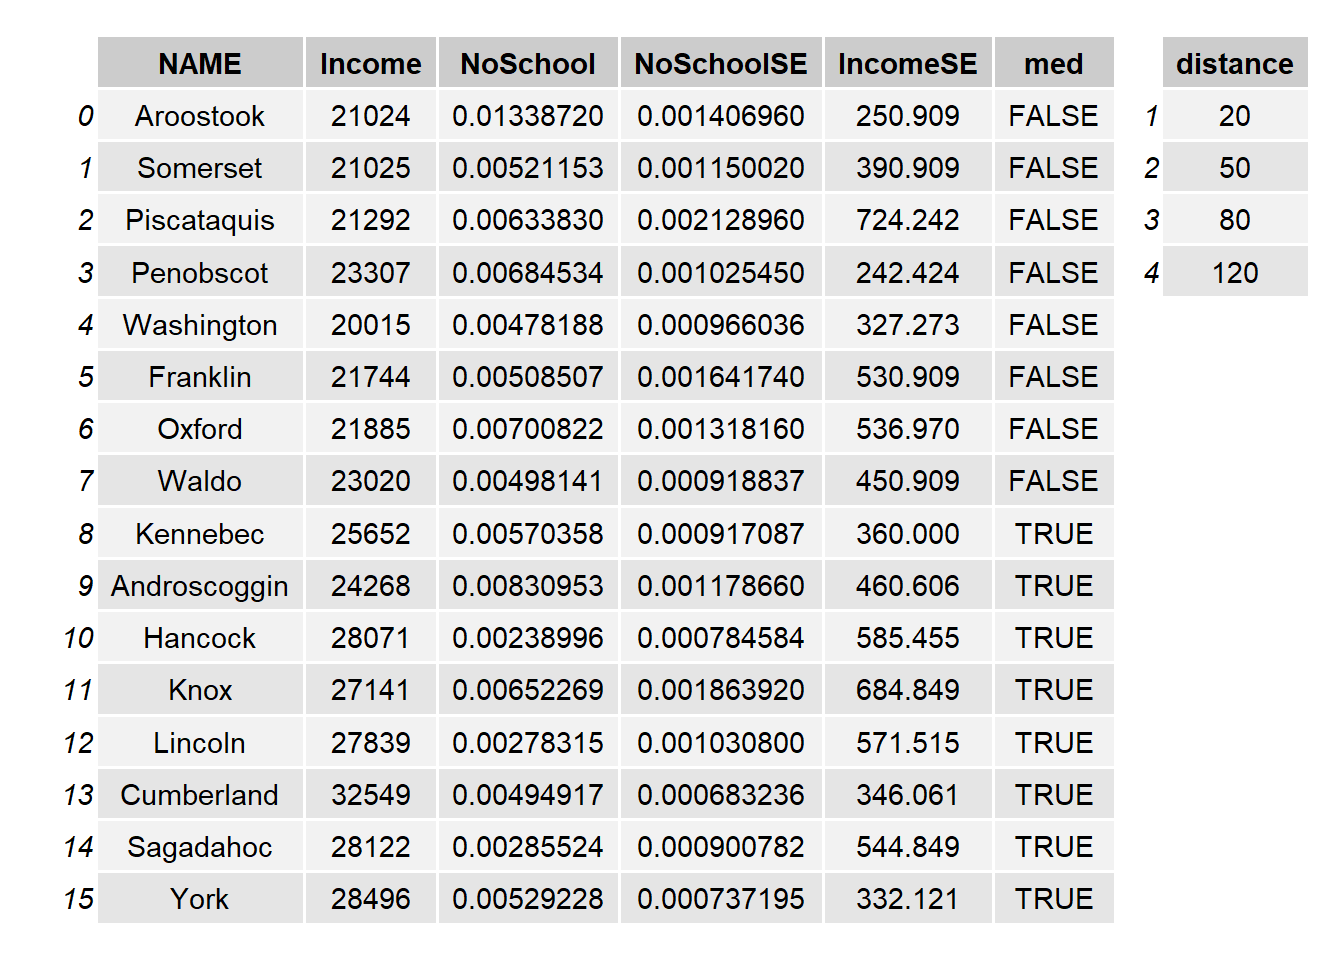 NAME Income NoSchool NoSchoolSE IncomeSE med distance
0 Aroostook 21024 0.01338720 0.001406960 250.909 FALSE 1 20
1 Somerset 21025 0.00521153 0.001150020 390.909 FALSE 2 50
2 Piscataquis 21292 0.00633830 0.002128960 724.242 FALSE 3 80
3 Penobscot 23307 0.00684534 0.001025450 242.424 FALSE 4 120
4 Washington 20015 0.00478188 0.000966036 327.273 FALSE
5 Franklin 21744 0.00508507 0.001641740 530.909 FALSE
6 Oxford 21885 0.00700822 0.001318160 536.970 FALSE
7 Waldo 23020 0.00498141 0.000918837 450.909 FALSE
8 Kennebec 25652 0.00570358 0.000917087 360.000 TRUE
9 Androscoggin 24268 0.00830953 0.001178660 460.606 TRUE
10 Hancock 28071 0.00238996 0.000784584 585.455 TRUE
11 Knox 27141 0.00652269 0.001863920 684.849 TRUE
12 Lincoln 27839 0.00278315 0.001030800 571.515 TRUE
13 Cumberland 32549 0.00494917 0.000683236 346.061 TRUE
14 Sagadahoc 28122 0.00285524 0.000900782 544.849 TRUE
15 York 28496 0.00529228 0.000737195 332.121 TRUE